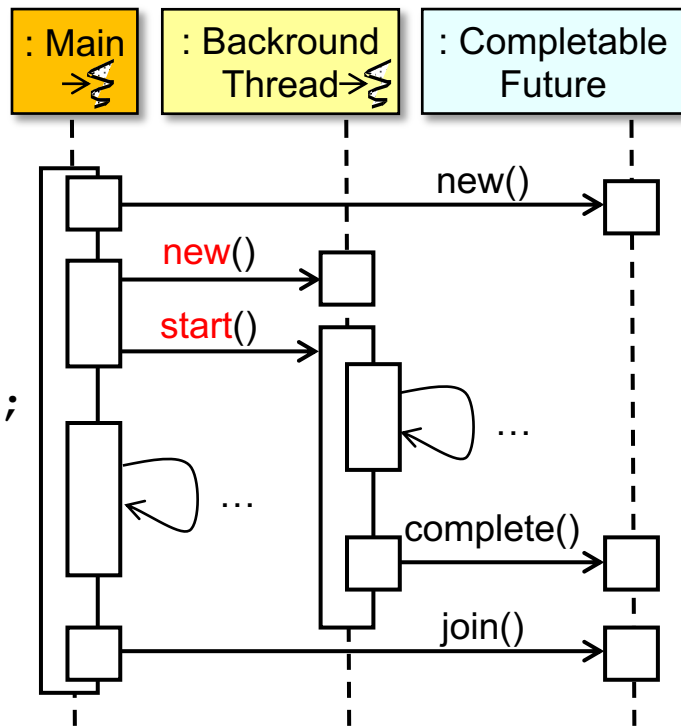 : Main
: Backround
Thread
: Completable
Future
new()
new()
start()
;
…
…
complete()
join()